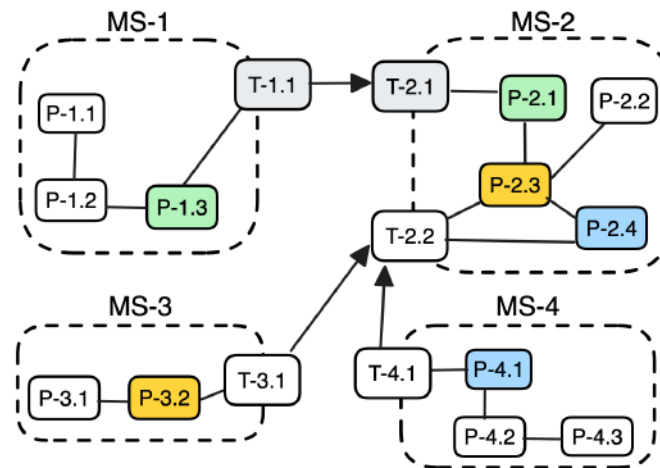 MS-1
MS-2
T-1.1
T-2.1
P-1.1
P-2.1
P-2.2
P-1.2
P-1.3
P-2.3
T-2.2
P-2.4
MS-3
MS-4
T-3.1
T-4.1
P-4.1
P-3.1
P-3.2
P-4.2
P-4.3